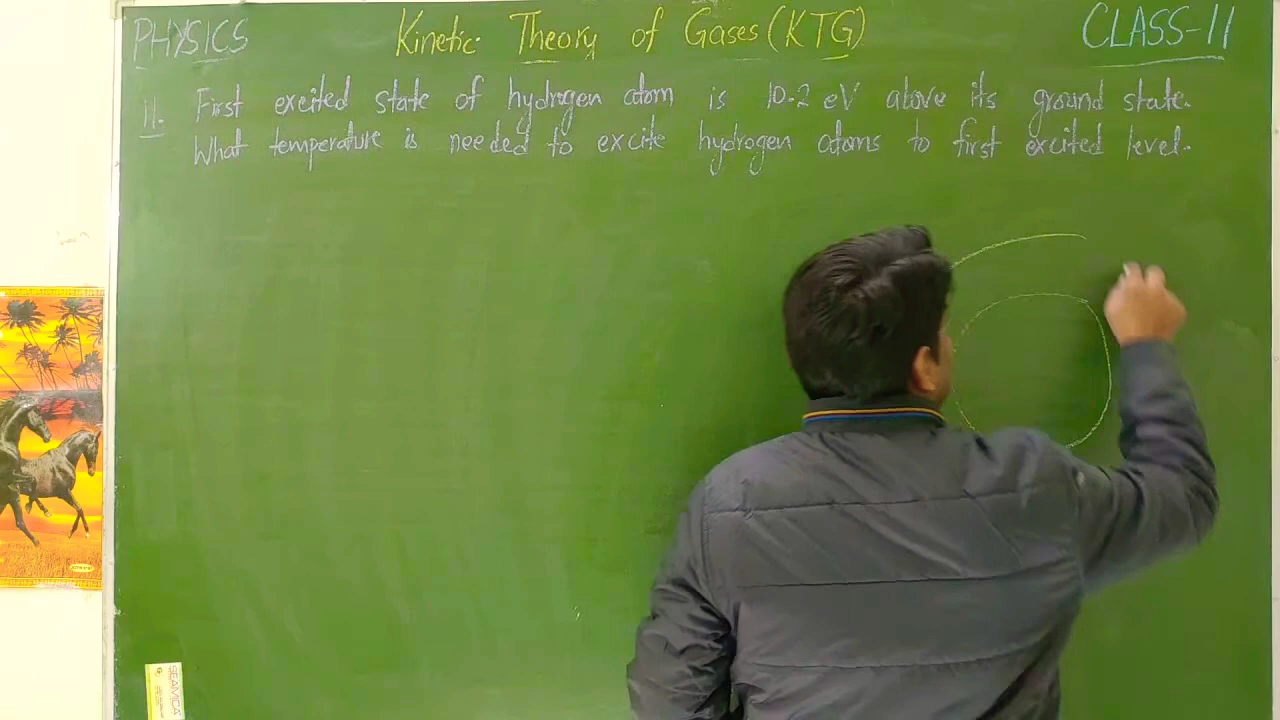 PHYSICS Kinetic Theory of Gases (KTG) CLASS-11
11. First excited state of hydrogen atom is 10.2 eV above its ground state.
What temperature is needed to excite hydrogen atoms to first excited level.
SEAMICA